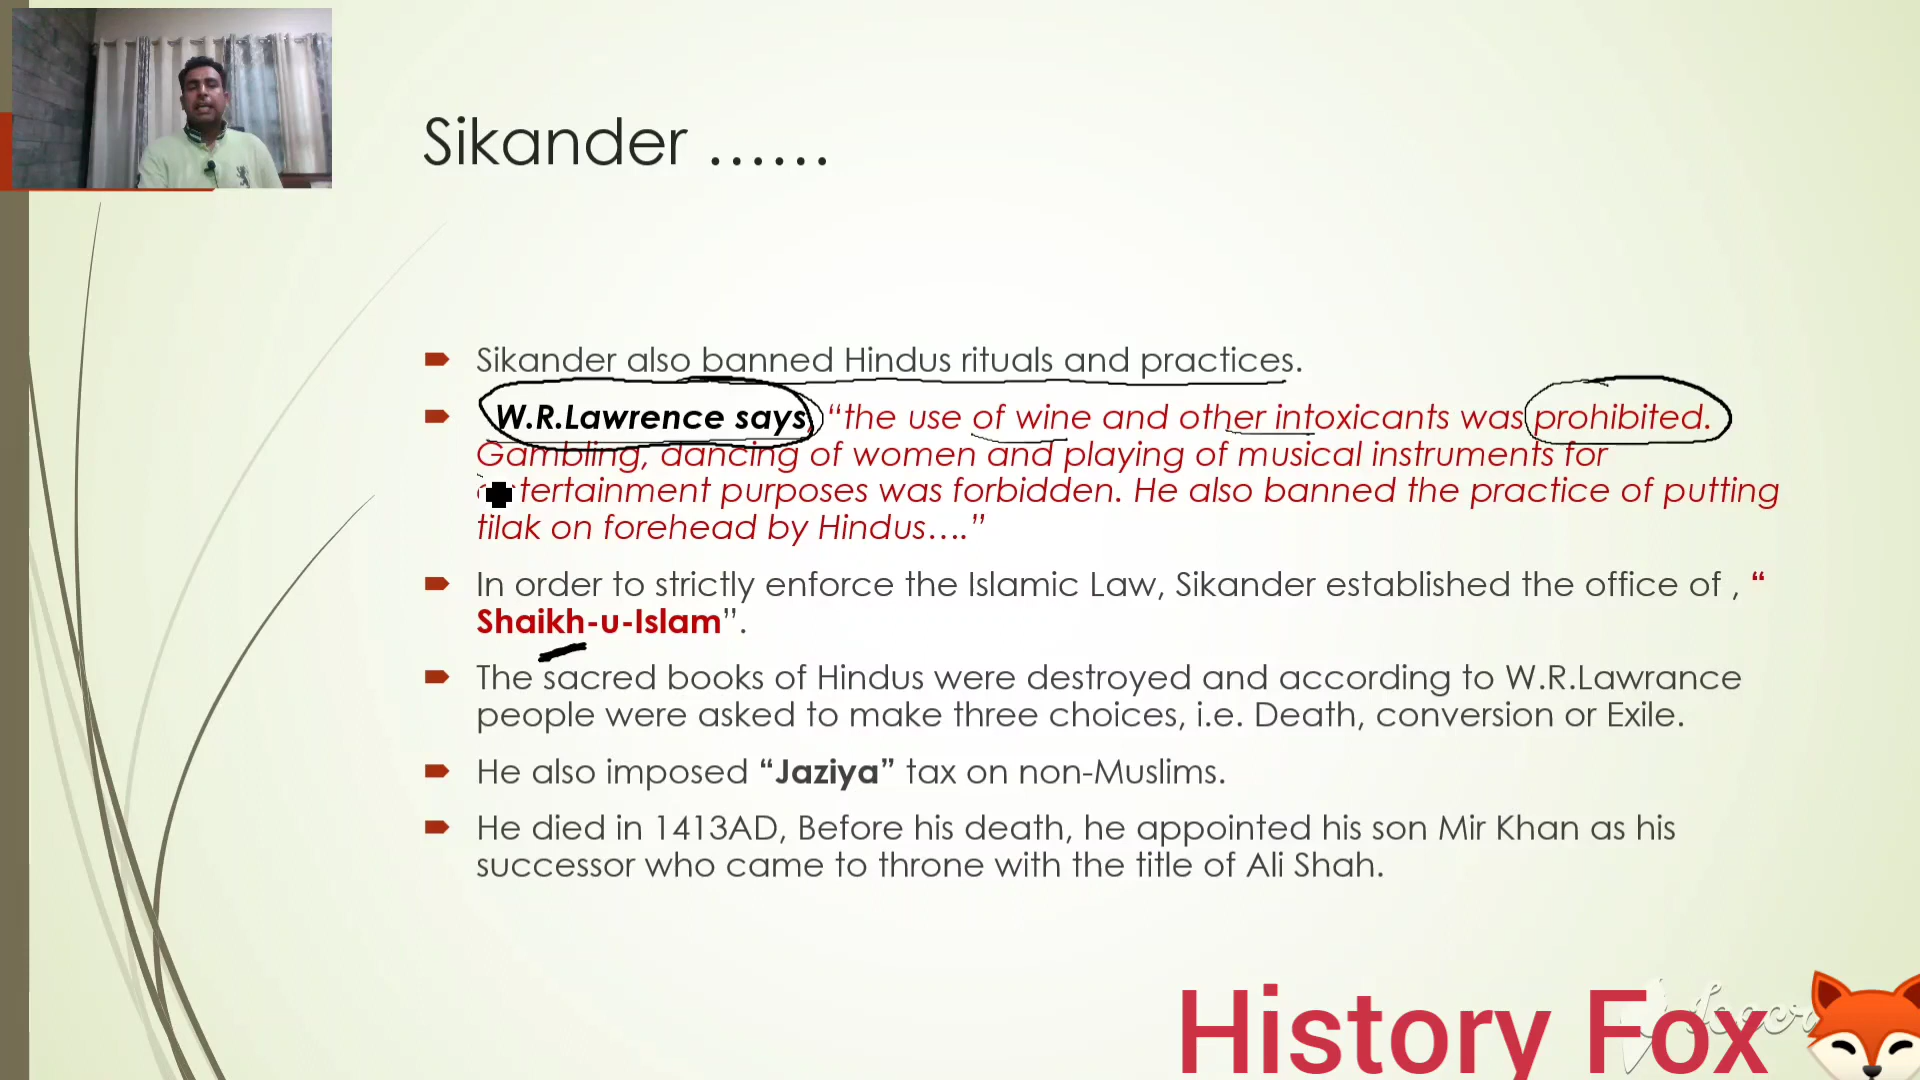 Sikander ……
Sikander also banned Hindus rituals and practices.
W.R.Lawrence says, “the use of wine and other intoxicants was prohibited.
Gambling, dancing of women and playing of musical instruments for
entertainment purposes was forbidden. He also banned the practice of putting
tilak on forehead by Hindus….”
In order to strictly enforce the Islamic Law, Sikander established the office of , “
Shaikh-u-Islam”.
The sacred books of Hindus were destroyed and according to W.R.Lawrance
people were asked to make three choices, i.e. Death, conversion or Exile.
He also imposed “Jaziya” tax on non-Muslims.
He died in 1413AD, Before his death, he appointed his son Mir Khan as his
successor who came to throne with the title of Ali Shah.
History Fox